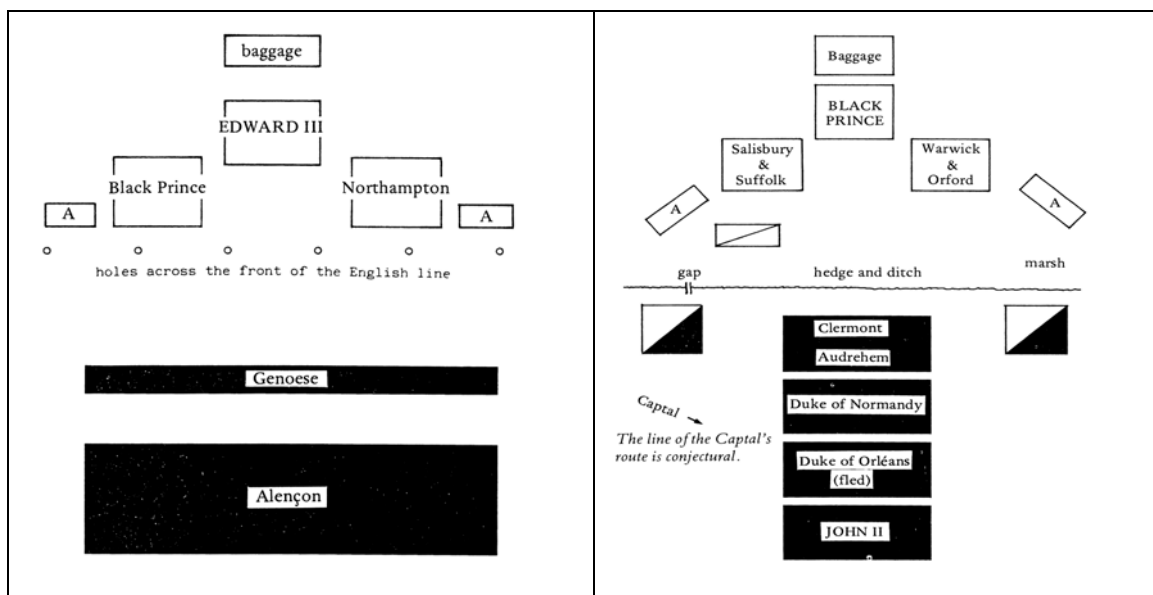 baggage
EDWARD III
Black Prince
Northampton
A
A
holes across the front of the English line
Genoese
Alençon
Baggage
BLACK
PRINCE
Salisbury
&
Suffolk
Warwick
&
Orford
A
A
marsh
gap
hedge and ditch
Clermont
Audrehem
Captal
Duke of Normandy
The line of the Captal's
route is conjectural.
Duke of Orléans
(fled)
JOHN II